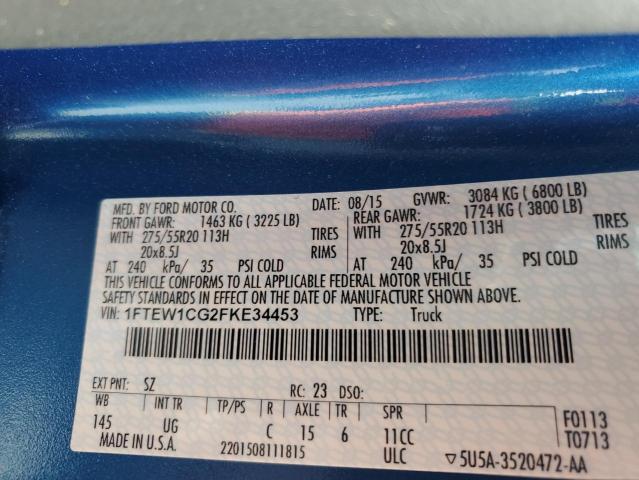 MFD. BY FORD MOTOR CO. DATE: 08/15 GVWR: 3084 KG (6800 LB)
FRONT GAWR: 1463 KG (3225 LB) REAR GAWR: 1724 KG (3800 LB)
WITH 275/55R20 113H TIRES WITH 275/55R20 113H TIRES
20x8.5J RIMS 20x8.5J RIMS
AT 240 kPa/ 35 PSI COLD AT 240 kPa/ 35 PSI COLD
THIS VEHICLE CONFORMS TO ALL APPLICABLE FEDERAL MOTOR VEHICLE
SAFETY STANDARDS IN EFFECT ON THE DATE OF MANUFACTURE SHOWN ABOVE.
VIN: 1FTEW1CG2FKE34453 TYPE: Truck
EXT PNT: SZ RC: 23 DSO:
WB INT TR TP/PS R AXLE TR SPR F0113
145 UG C 15 6 11CC T0713
MADE IN U.S.A. 2201508111815 ULC ▽5U5A-3520472-AA